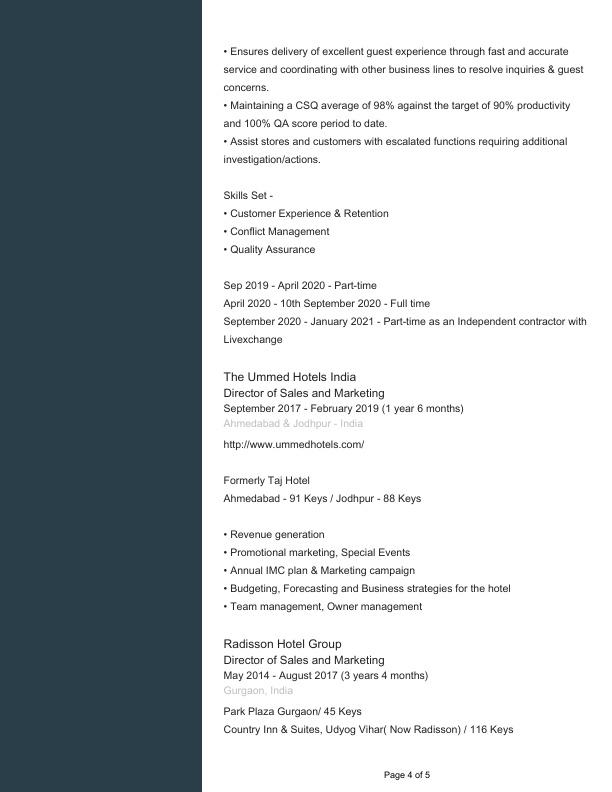 • Ensures delivery of excellent guest experience through fast and accurate
service and coordinating with other business lines to resolve inquiries & guest
concerns.
• Maintaining a CSQ average of 98% against the target of 90% productivity
and 100% QA score period to date.
• Assist stores and customers with escalated functions requiring additional
investigation/actions.
Skills Set -
• Customer Experience & Retention
• Conflict Management
• Quality Assurance
Sep 2019 - April 2020 - Part-time
April 2020 - 10th September 2020 - Full time
September 2020 - January 2021 - Part-time as an Independent contractor with
Livexchange
The Ummed Hotels India
Director of Sales and Marketing
September 2017 - February 2019 (1 year 6 months)
Ahmedabad & Jodhpur - India
http://www.ummedhotels.com/
Formerly Taj Hotel
Ahmedabad - 91 Keys / Jodhpur - 88 Keys
• Revenue generation
• Promotional marketing, Special Events
• Annual IMC plan & Marketing campaign
• Budgeting, Forecasting and Business strategies for the hotel
• Team management, Owner management
Radisson Hotel Group
Director of Sales and Marketing
May 2014 - August 2017 (3 years 4 months)
Gurgaon, India
Park Plaza Gurgaon/ 45 Keys
Country Inn & Suites, Udyog Vihar( Now Radisson) / 116 Keys
Page 4 of 5